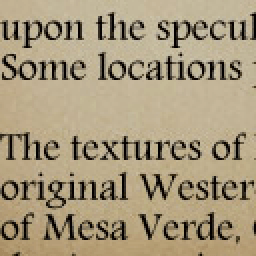 upon the specul
Some locations
The textures of
original Wester
of Mesa Verde,